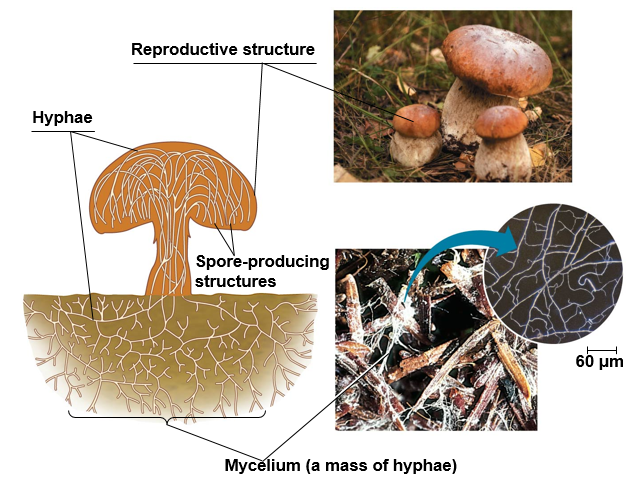 Reproductive structure
Hyphae
Spore-producing
structures
60 µm
Mycelium (a mass of hyphae)